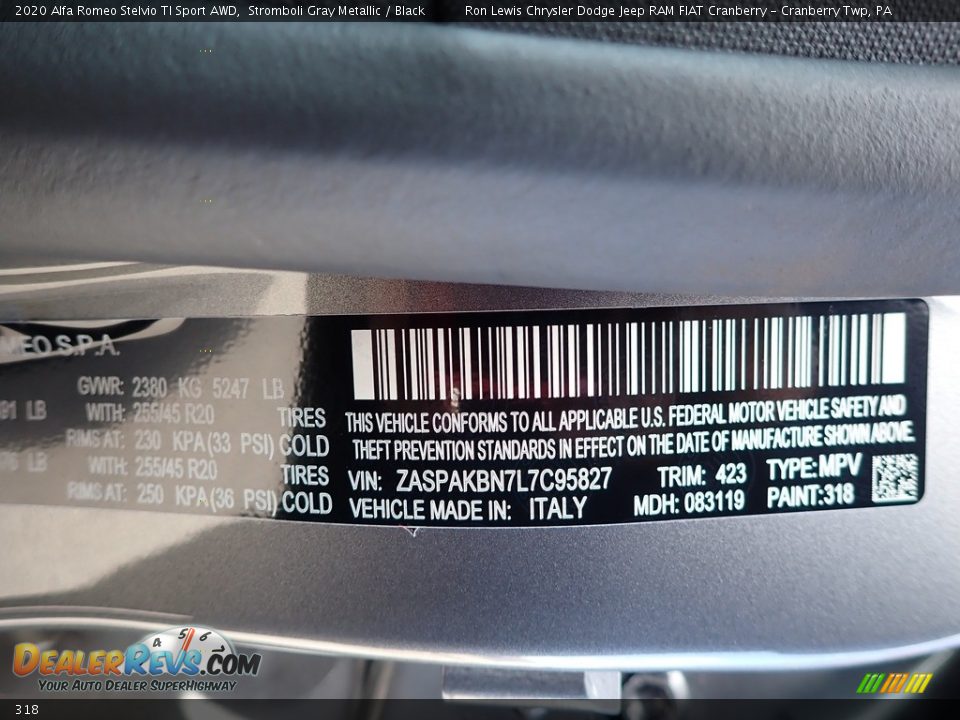 2020 Alfa Romeo Stelvio TI Sport AWD, Stromboli Gray Metallic / Black Ron Lewis Chrysler Dodge Jeep RAM FIAT Cranberry - Cranberry Twp, PA
S.P.A.
GVWR: 2380 KG 5247 LB
LB WITH: 255/45 R20 TIRES
RIMS AT: 230 KPA(33 PSI) COLD
LB WITH: 255/45 R20 TIRES
RIMS AT: 250 KPA(36 PSI) COLD
THIS VEHICLE CONFORMS TO ALL APPLICABLE U.S. FEDERAL MOTOR VEHICLE SAFETY AND
THEFT PREVENTION STANDARDS IN EFFECT ON THE DATE OF MANUFACTURE SHOWN ABOVE.
VIN: ZASPAKBN7L7C95827 TRIM: 423 TYPE: MPV
VEHICLE MADE IN: ITALY MDH: 083119 PAINT: 318
4 5 6
DealerRevs.com
Your Auto Dealer SuperHighway
318